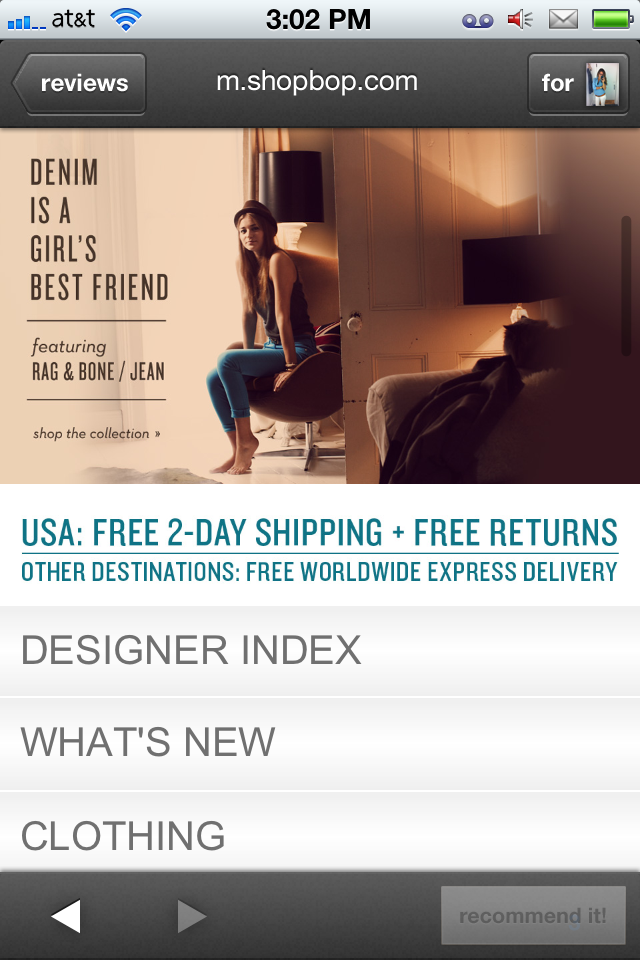 at&t 3:02 PM
reviews m.shopbop.com for
DENIM
IS A
GIRL'S
BEST FRIEND
featuring
RAG & BONE / JEAN
shop the collection »
USA: FREE 2-DAY SHIPPING + FREE RETURNS
OTHER DESTINATIONS: FREE WORLDWIDE EXPRESS DELIVERY
DESIGNER INDEX
WHAT'S NEW
CLOTHING
recommend it!